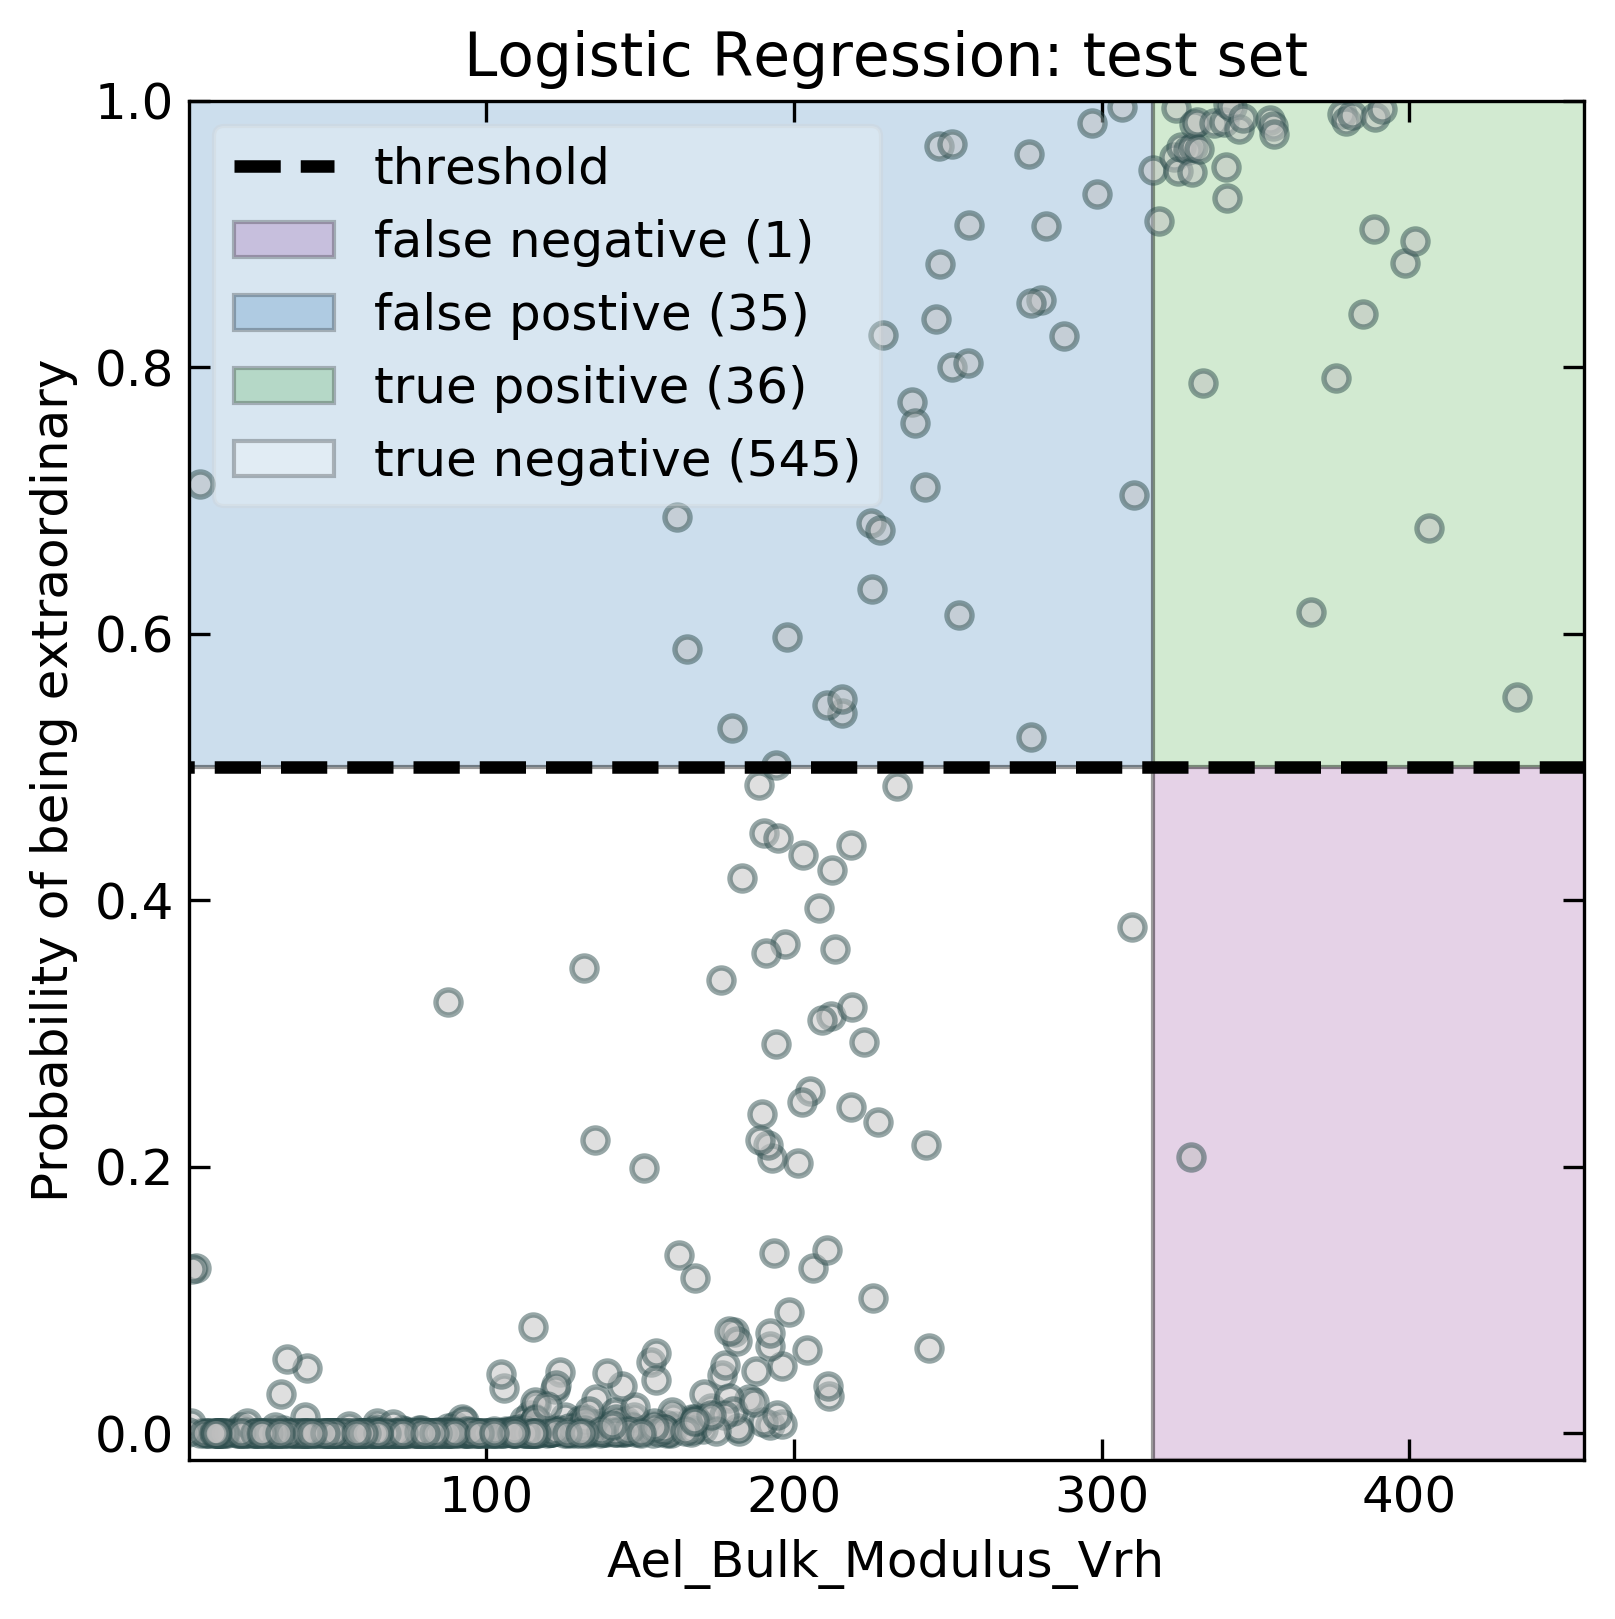 Logistic Regression: test set
1.0
0.8
0.6
0.4
0.2
0.0
Probability of being extraordinary
threshold
false negative (1)
false postive (35)
true positive (36)
true negative (545)
100 200 300 400
Ael_Bulk_Modulus_Vrh